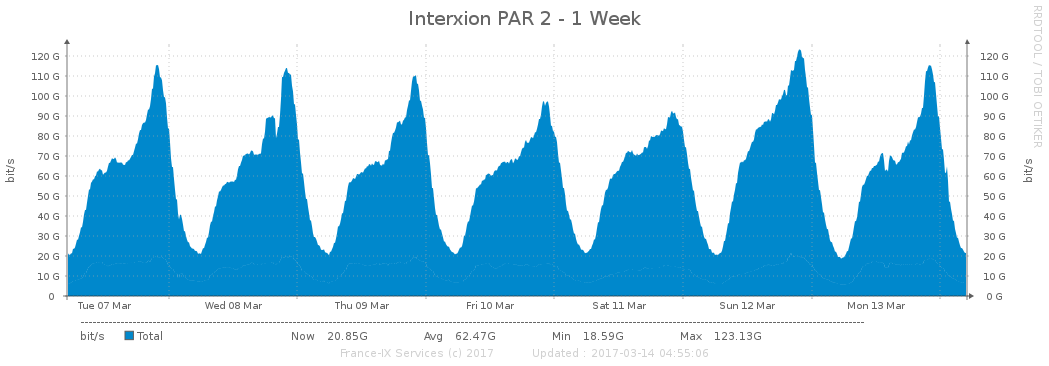 Interxion PAR 2 - 1 Week
RRDTOOL / TOBI OETIKER
bit/s
bit/s
120 G 120 G
110 G 110 G
100 G 100 G
90 G 90 G
80 G 80 G
70 G 70 G
60 G 60 G
50 G 50 G
40 G 40 G
30 G 30 G
20 G 20 G
10 G 10 G
0 0 G
Tue 07 Mar Wed 08 Mar Thu 09 Mar Fri 10 Mar Sat 11 Mar Sun 12 Mar Mon 13 Mar
bit/s Total Now 20.85G Avg 62.47G Min 18.59G Max 123.13G
France-IX Services (c) 2017 Updated : 2017-03-14 04:55:06